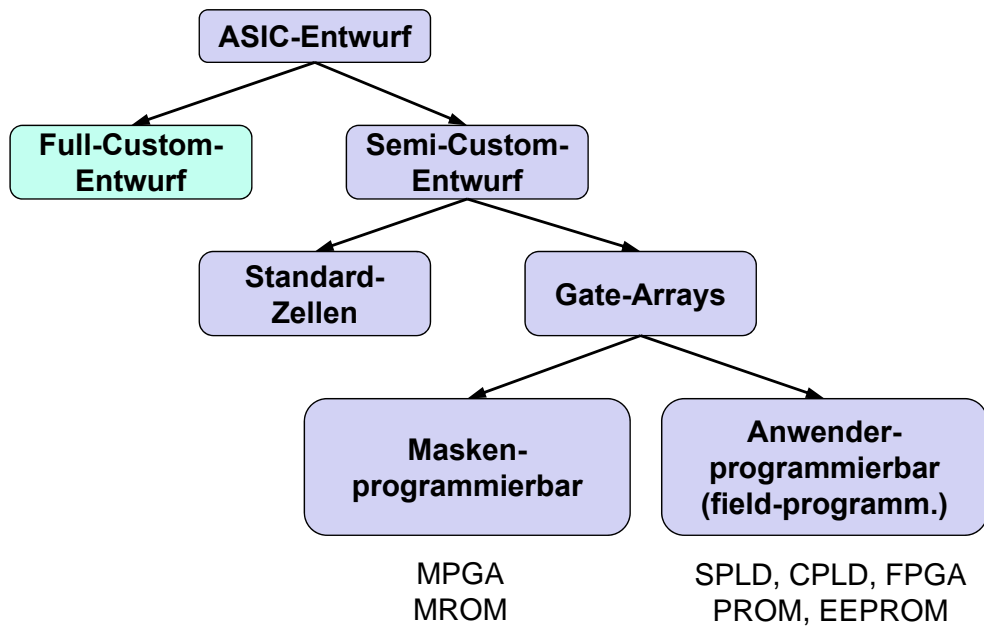 ASIC-Entwurf
Full-Custom-
Entwurf
Semi-Custom-
Entwurf
Standard-
Zellen
Gate-Arrays
Masken-
programmierbar
Anwender-
programmierbar
(field-programm.)
MPGA
MROM
SPLD, CPLD, FPGA
PROM, EEPROM